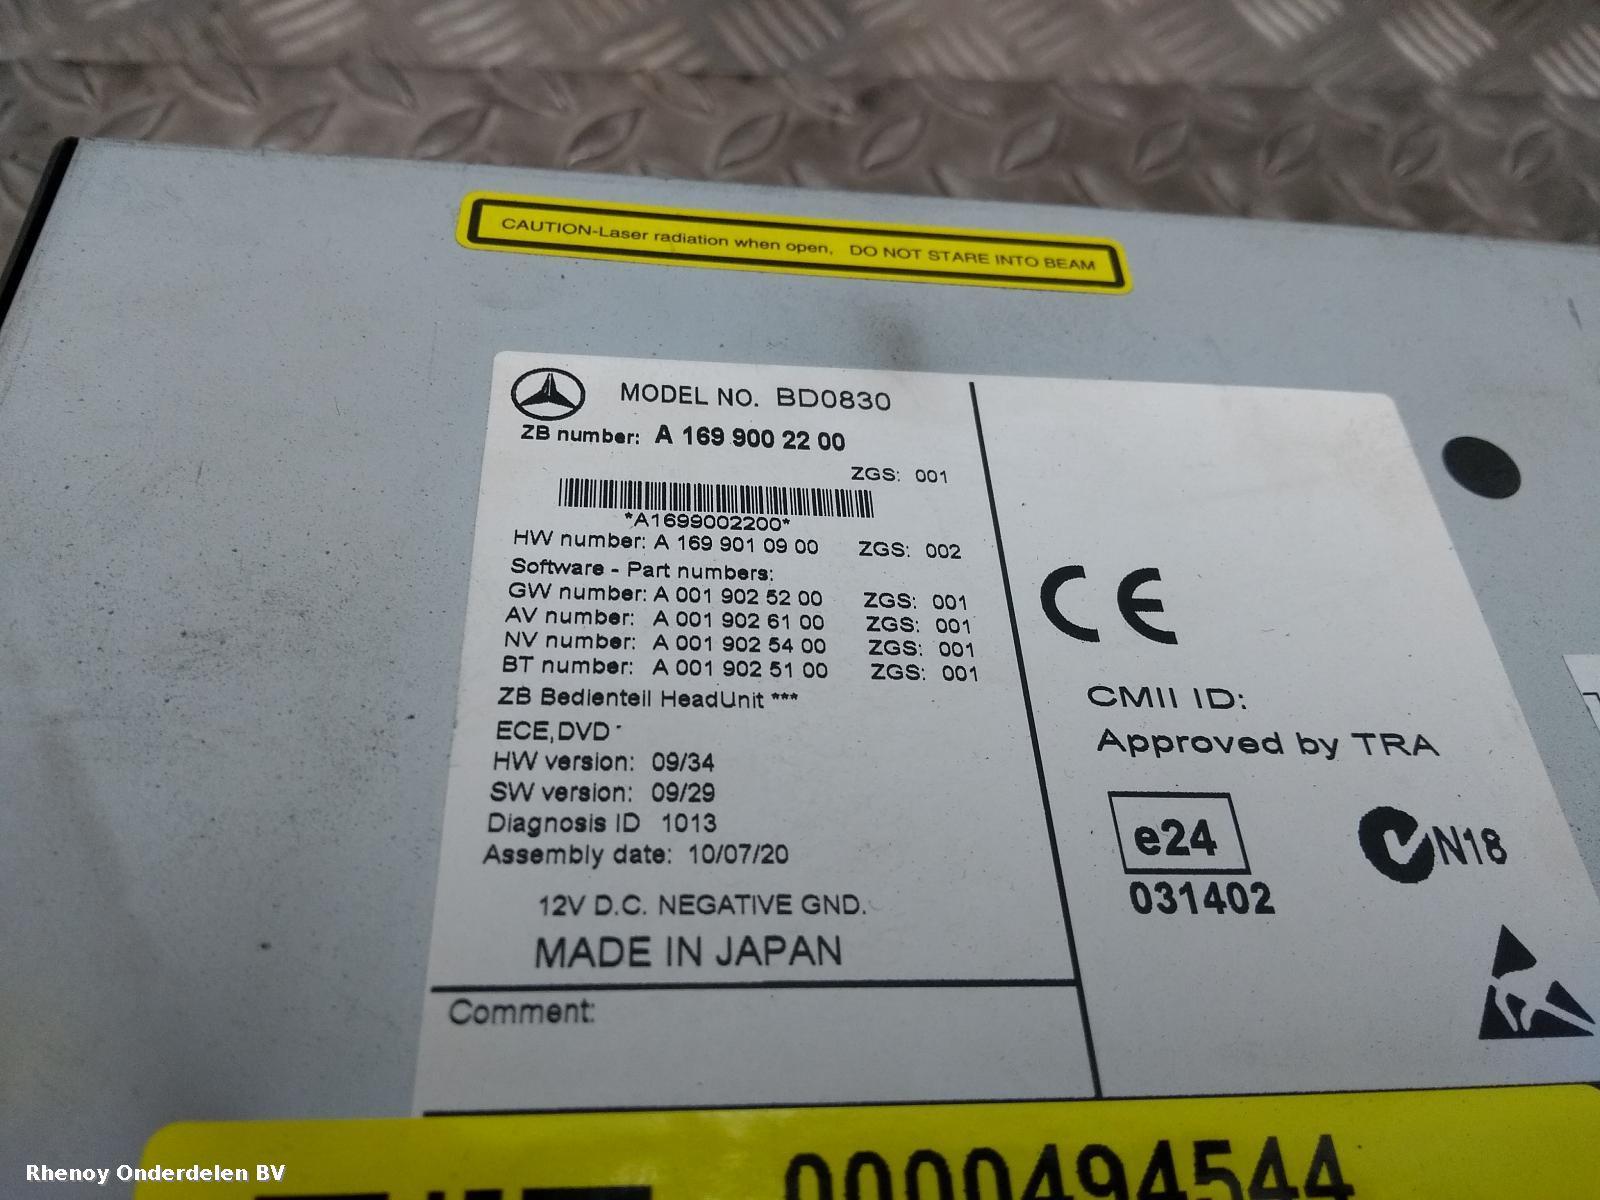 CAUTION-Laser radiation when open, DO NOT STARE INTO BEAM
MODEL NO. BD0830
ZB number: A 169 900 22 00
ZGS: 001
*A1699002200*
HW number: A 169 901 09 00 ZGS: 002
Software - Part numbers:
GW number: A 001 902 52 00 ZGS: 001
AV number: A 001 902 61 00 ZGS: 001
NV number: A 001 902 54 00 ZGS: 001
BT number: A 001 902 51 00 ZGS: 001
ZB Bedienteil HeadUnit ***
ECE,DVD -
HW version: 09/34
SW version: 09/29
Diagnosis ID 1013
Assembly date: 10/07/20
12V D.C. NEGATIVE GND.
MADE IN JAPAN
Comment:
CE
CMII ID:
Approved by TRA
e24
031402
N18
0000494544
Rhenoy Onderdelen BV